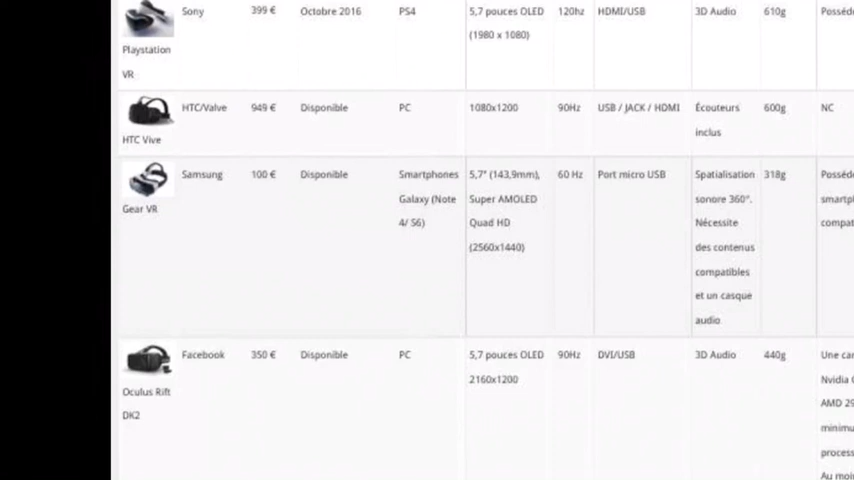 Sony 399 € Octobre 2016 PS4 5,7 pouces OLED 120hz HDMI/USB 3D Audio 610g
(1980 x 1080)
Playstation
VR
HTC/Valve 949 € Disponible PC 1080x1200 90Hz USB / JACK / HDMI Écouteurs 600g NC
inclus
HTC Vive
Samsung 100 € Disponible Smartphones 5,7" (143,9mm), 60 Hz Port micro USB Spatialisation 318g
Galaxy (Note Super AMOLED sonore 360°.
Gear VR
4/ S6) Quad HD Nécessite
(2560x1440) des contenus
compatibles
et un casque
audio
Facebook 350 € Disponible PC 5,7 pouces OLED 90Hz DVI/USB 3D Audio 440g Une
2160x1200 Nvidia
Oculus Rift
AMD
DK2
Au